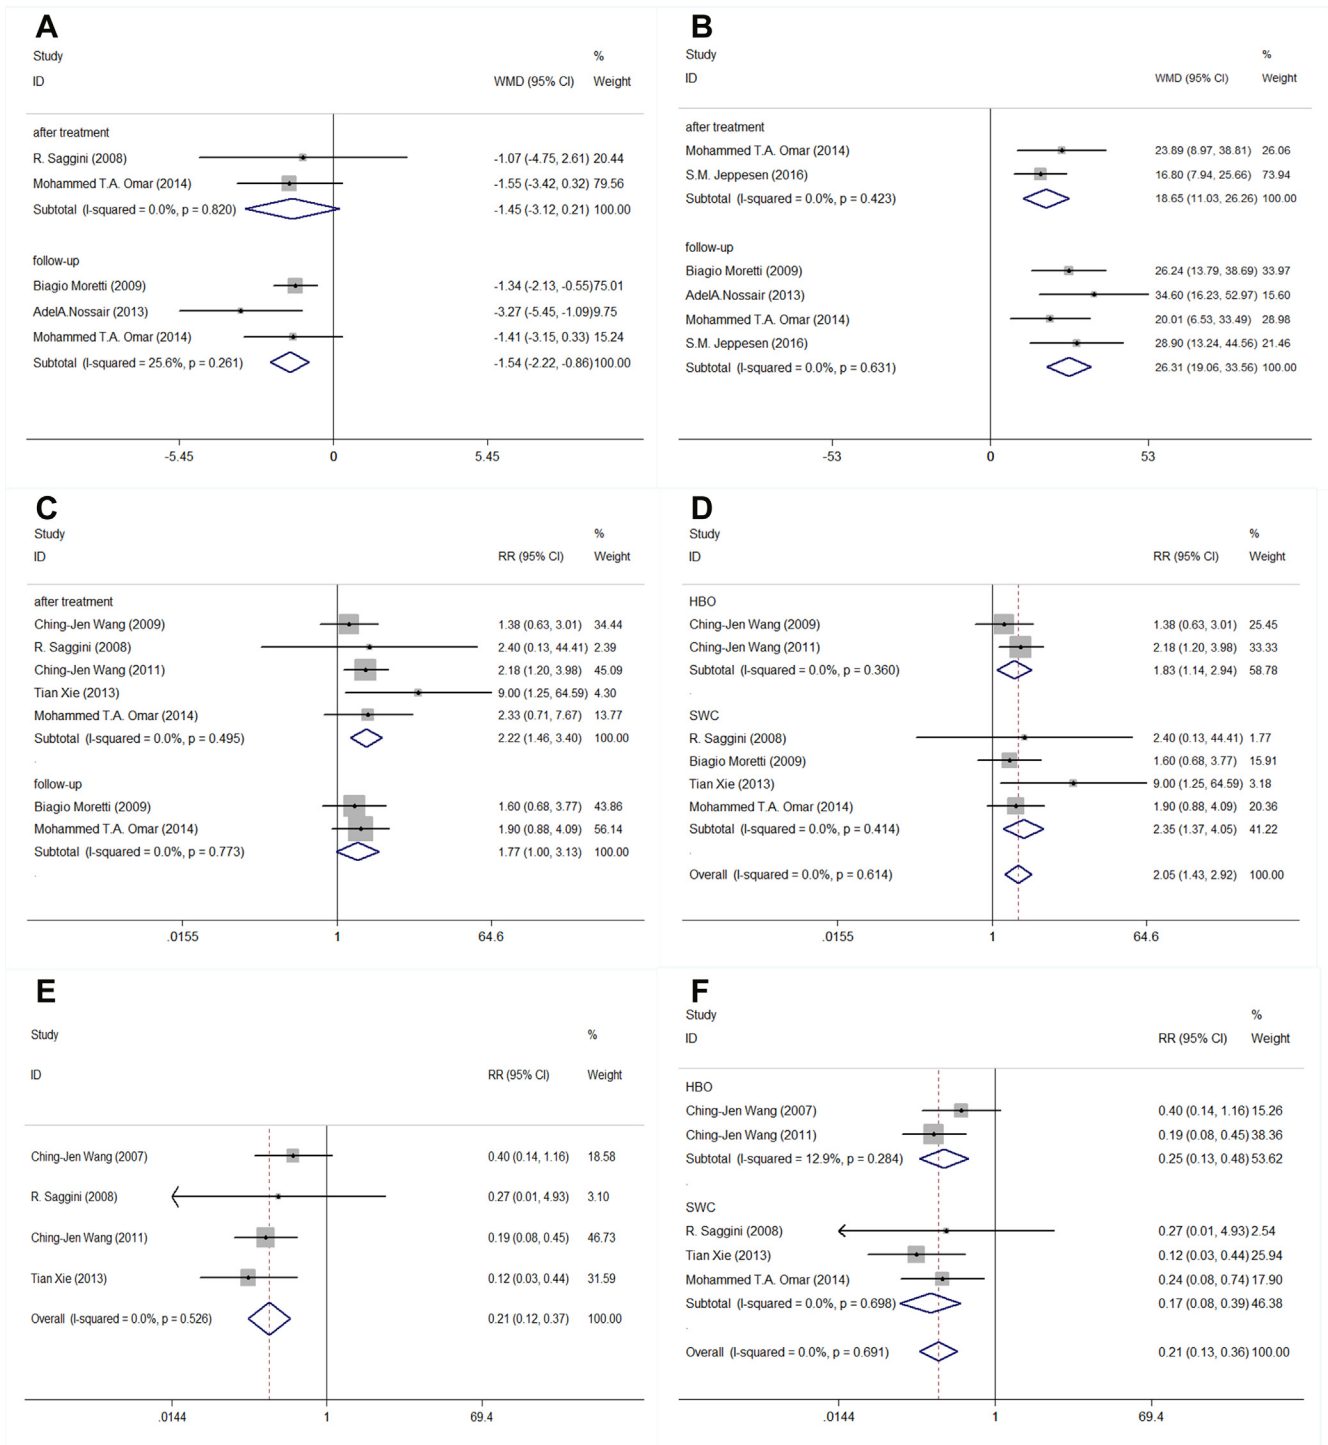 A
Study %
ID WMD (95% CI) Weight
after treatment
R. Saggini (2008) -1.07 (-4.75, 2.61) 20.44
Mohammed T.A. Omar (2014) -1.55 (-3.42, 0.32) 79.56
Subtotal (I-squared = 0.0%, p = 0.820) -1.45 (-3.12, 0.21) 100.00
follow-up
Biagio Moretti (2009) -1.34 (-2.13, -0.55) 75.01
AdelA.Nossair (2013) -3.27 (-5.45, -1.09) 9.75
Mohammed T.A. Omar (2014) -1.41 (-3.15, 0.33) 15.24
Subtotal (I-squared = 25.6%, p = 0.261) -1.54 (-2.22, -0.86) 100.00
-5.45 0 5.45
B
Study %
ID WMD (95% CI) Weight
after treatment
Mohammed T.A. Omar (2014) 23.89 (8.97, 38.81) 26.06
S.M. Jeppesen (2016) 16.80 (7.94, 25.66) 73.94
Subtotal (I-squared = 0.0%, p = 0.423) 18.65 (11.03, 26.26) 100.00
follow-up
Biagio Moretti (2009) 26.24 (13.79, 38.69) 33.97
AdelA.Nossair (2013) 34.60 (16.23, 52.97) 15.60
Mohammed T.A. Omar (2014) 20.01 (6.53, 33.49) 28.98
S.M. Jeppesen (2016) 28.90 (13.24, 44.56) 21.46
Subtotal (I-squared = 0.0%, p = 0.631) 26.31 (19.06, 33.56) 100.00
-53 0 53
C
Study %
ID RR (95% CI) Weight
after treatment
Ching-Jen Wang (2009) 1.38 (0.63, 3.01) 34.44
R. Saggini (2008) 2.40 (0.13, 44.41) 2.39
Ching-Jen Wang (2011) 2.18 (1.20, 3.98) 45.09
Tian Xie (2013) 9.00 (1.25, 64.59) 4.30
Mohammed T.A. Omar (2014) 2.33 (0.71, 7.67) 13.77
Subtotal (I-squared = 0.0%, p = 0.495) 2.22 (1.46, 3.40) 100.00
.
follow-up
Biagio Moretti (2009) 1.60 (0.68, 3.77) 43.86
Mohammed T.A. Omar (2014) 1.90 (0.88, 4.09) 56.14
Subtotal (I-squared = 0.0%, p = 0.773) 1.77 (1.00, 3.13) 100.00
.
.0155 1 64.6
D
Study %
ID RR (95% CI) Weight
HBO
Ching-Jen Wang (2009) 1.38 (0.63, 3.01) 25.45
Ching-Jen Wang (2011) 2.18 (1.20, 3.98) 33.33
Subtotal (I-squared = 0.0%, p = 0.360) 1.83 (1.14, 2.94) 58.78
.
SWC
R. Saggini (2008) 2.40 (0.13, 44.41) 1.77
Biagio Moretti (2009) 1.60 (0.68, 3.77) 15.91
Tian Xie (2013) 9.00 (1.25, 64.59) 3.18
Mohammed T.A. Omar (2014) 1.90 (0.88, 4.09) 20.36
Subtotal (I-squared = 0.0%, p = 0.414) 2.35 (1.37, 4.05) 41.22
.
Overall (I-squared = 0.0%, p = 0.614) 2.05 (1.43, 2.92) 100.00
.0155 1 64.6
E
Study %
ID RR (95% CI) Weight
Ching-Jen Wang (2007) 0.40 (0.14, 1.16) 18.58
R. Saggini (2008) 0.27 (0.01, 4.93) 3.10
Ching-Jen Wang (2011) 0.19 (0.08, 0.45) 46.73
Tian Xie (2013) 0.12 (0.03, 0.44) 31.59
Overall (I-squared = 0.0%, p = 0.526) 0.21 (0.12, 0.37) 100.00
.0144 1 69.4
F
Study %
ID RR (95% CI) Weight
HBO
Ching-Jen Wang (2007) 0.40 (0.14, 1.16) 15.26
Ching-Jen Wang (2011) 0.19 (0.08, 0.45) 38.36
Subtotal (I-squared = 12.9%, p = 0.284) 0.25 (0.13, 0.48) 53.62
.
SWC
R. Saggini (2008) 0.27 (0.01, 4.93) 2.54
Tian Xie (2013) 0.12 (0.03, 0.44) 25.94
Mohammed T.A. Omar (2014) 0.24 (0.08, 0.74) 17.90
Subtotal (I-squared = 0.0%, p = 0.698) 0.17 (0.08, 0.39) 46.38
.
Overall (I-squared = 0.0%, p = 0.691) 0.21 (0.13, 0.36) 100.00
.0144 1 69.4